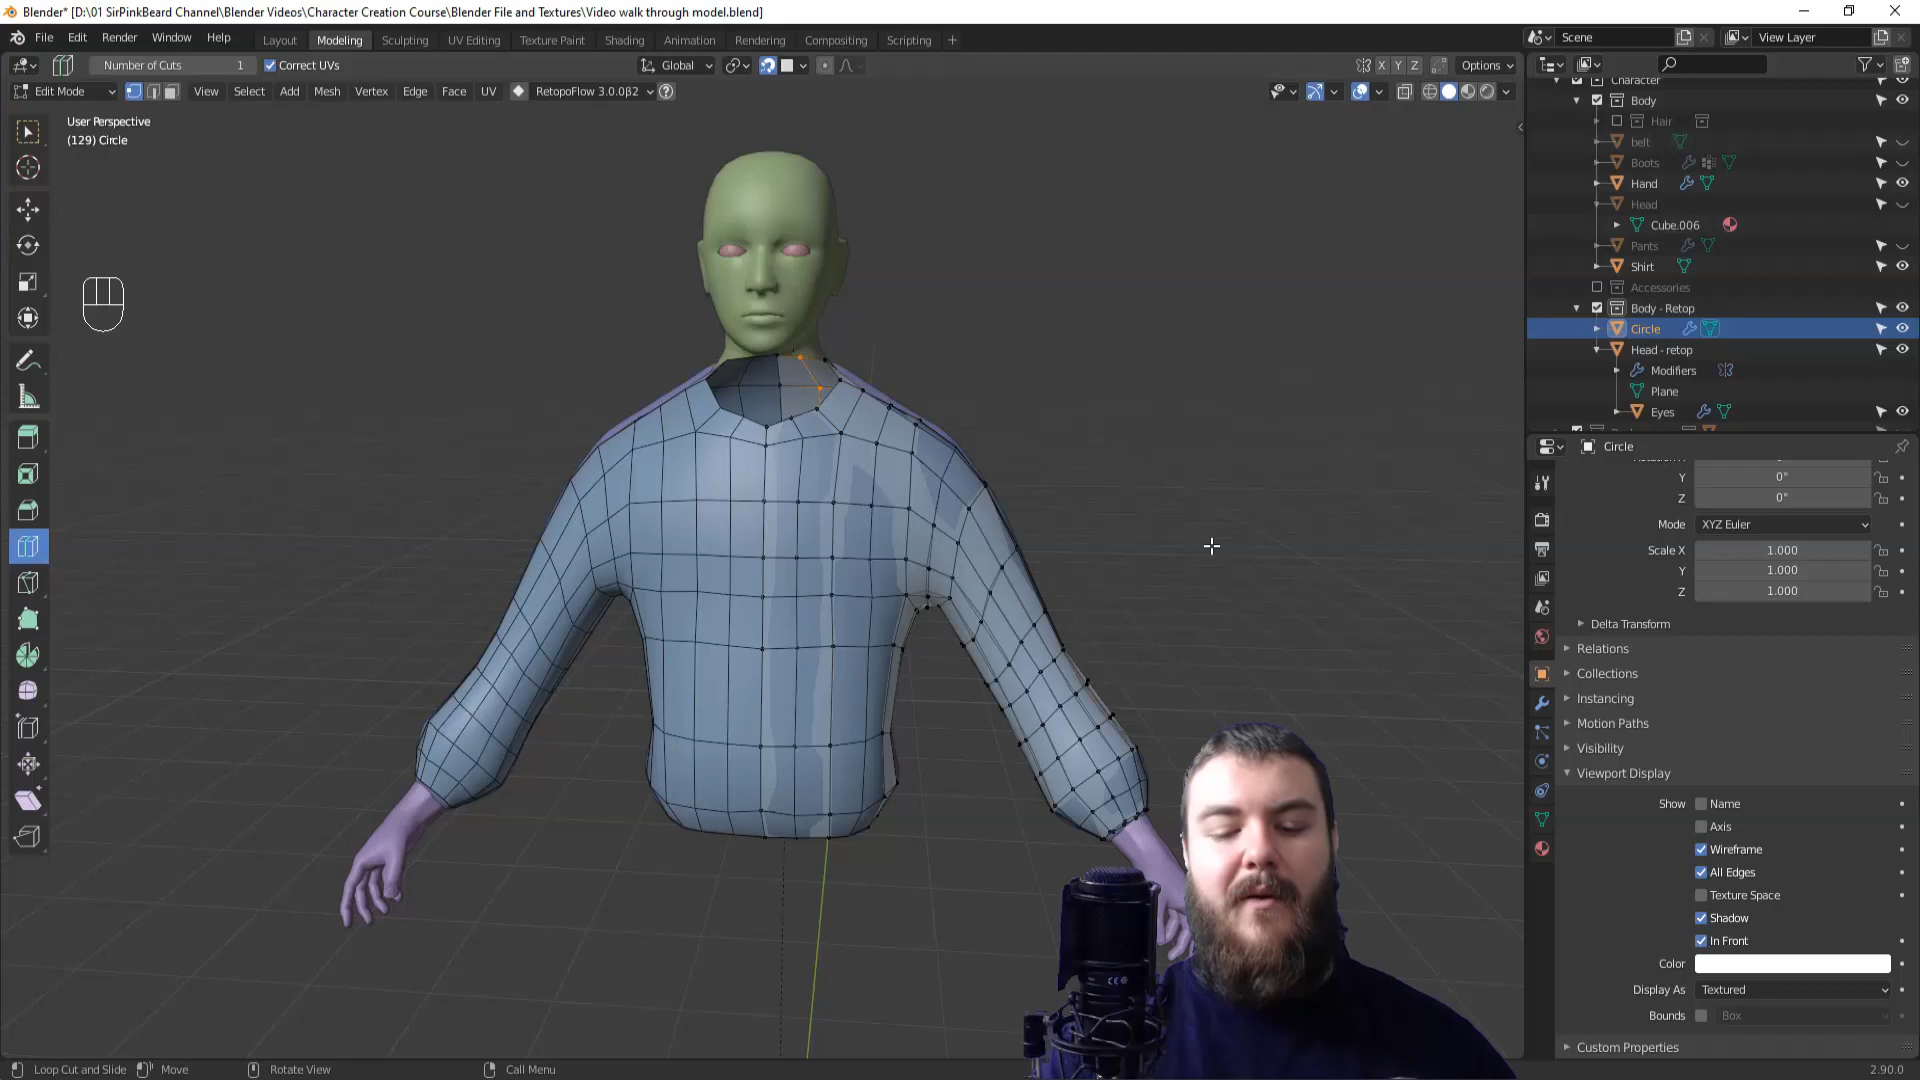 Blender* [D:\01 SirPinkBeard Channel\Blender Videos\Character Creation Course\Blender File and Textures\Video walk through model.blend]
File Edit Render Window Help Layout Modeling Sculpting UV Editing Texture Paint Shading Animation Rendering Compositing Scripting + Scene View Layer
Number of Cuts 1 Correct UVs Global X Y Z Options
Edit Mode View Select Add Mesh Vertex Edge Face UV RetopoFlow 3.0.0β2
User Perspective
(129) Circle
Character
Body
Hair
belt
Boots
Hand
Head
Cube.006
Pants
Shirt
Accessories
Body - Retop
Circle
Head - retop
Modifiers
Plane
Eyes
Circle
Y 0°
Z 0°
Mode XYZ Euler
Scale X 1.000
Y 1.000
Z 1.000
Delta Transform
Relations
Collections
Instancing
Motion Paths
Visibility
Viewport Display
Show Name
Axis
Wireframe
All Edges
Texture Space
Shadow
In Front
Color
Display As Textured
Bounds Box
Custom Properties
Loop Cut and Slide Move Rotate View Call Menu 2.90.0